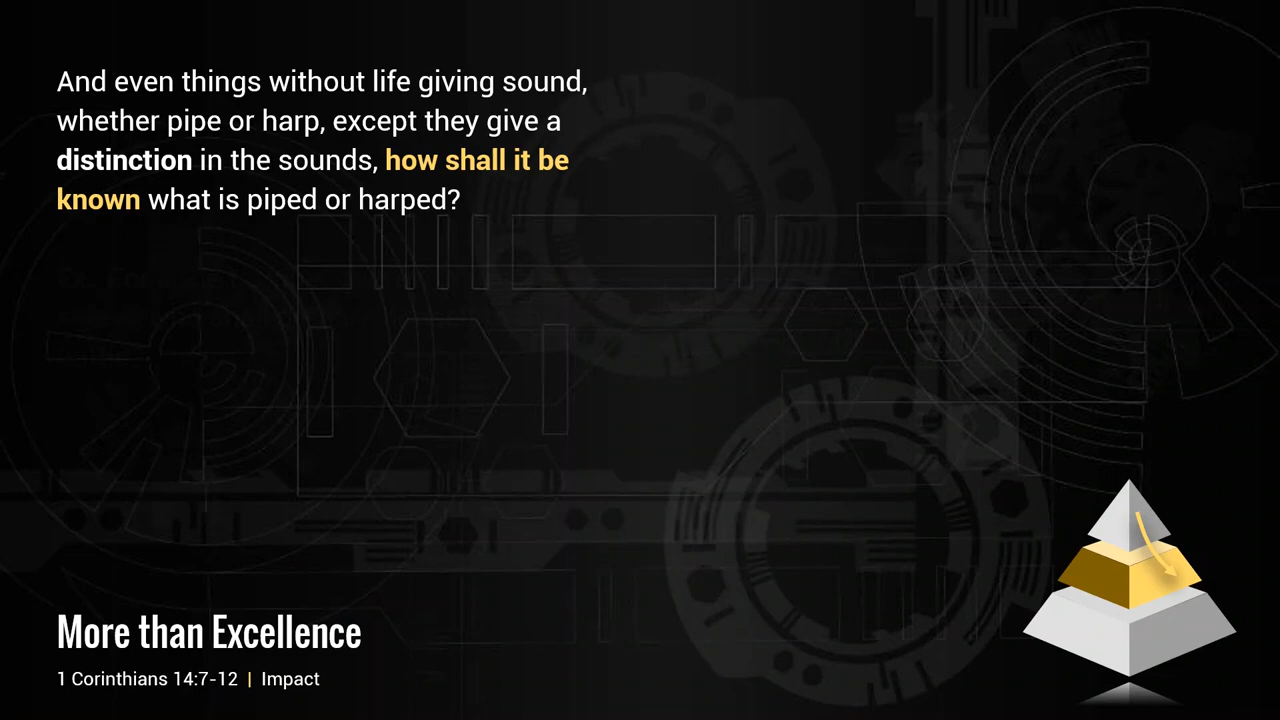 And even things without life giving sound,
whether pipe or harp, except they give a
distinction in the sounds, how shall it be
known what is piped or harped?
More than Excellence
1 Corinthians 14:7-12 | Impact